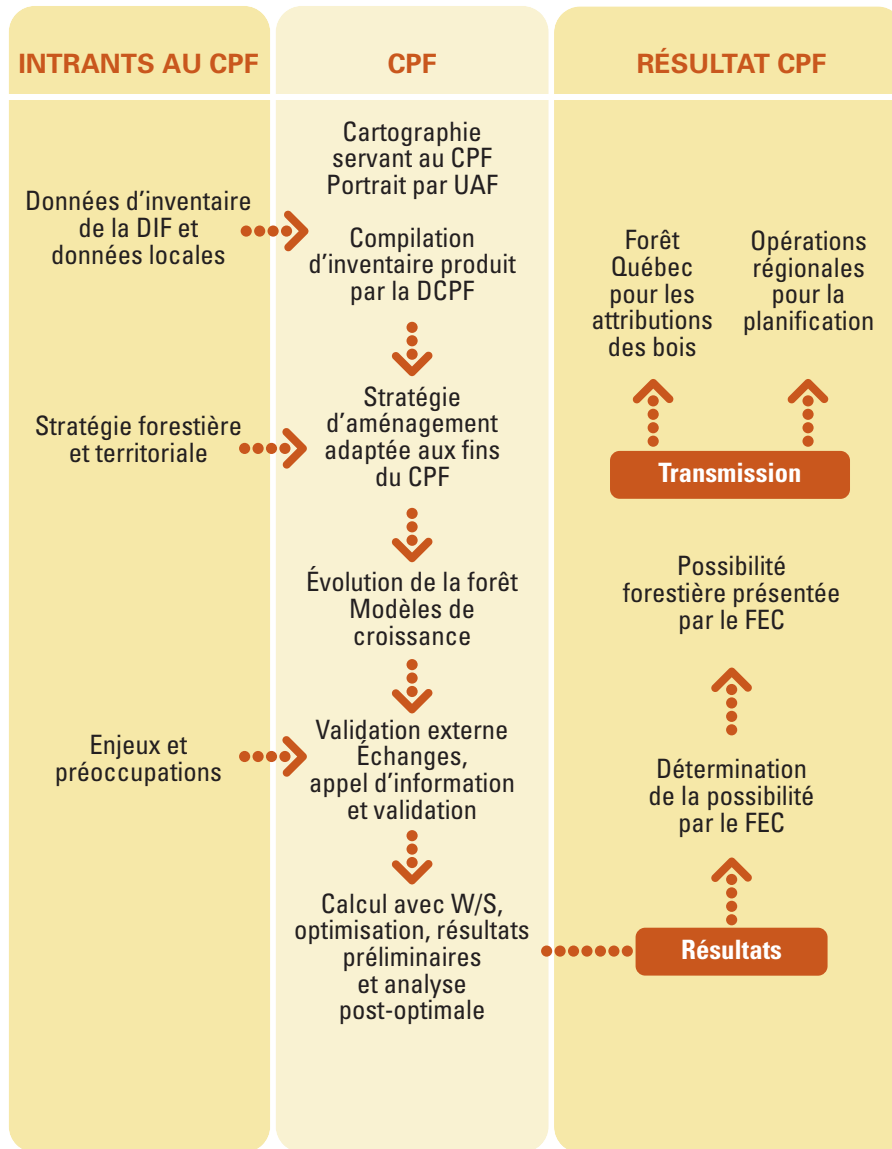 INTRANTS AU CPF
Données d’inventaire
de la DIF et
données locales
Stratégie forestière
et territoriale
Enjeux et
préoccupations
CPF
Cartographie
servant au CPF
Portrait par UAF
Compilation
d’inventaire produit
par la DCPF
Stratégie
d’aménagement
adaptée aux fins
du CPF
Évolution de la forêt
Modèles de
croissance
Validation externe
Échanges,
appel d’information
et validation
Calcul avec W/S,
optimisation, résultats
préliminaires
et analyse
post-optimale
RÉSULTAT CPF
Forêt
Québec
pour les
attributions
des bois
Opérations
régionales
pour la
planification
Transmission
Possibilité
forestière présentée
par le FEC
Détermination
de la possibilité
par le FEC
Résultats